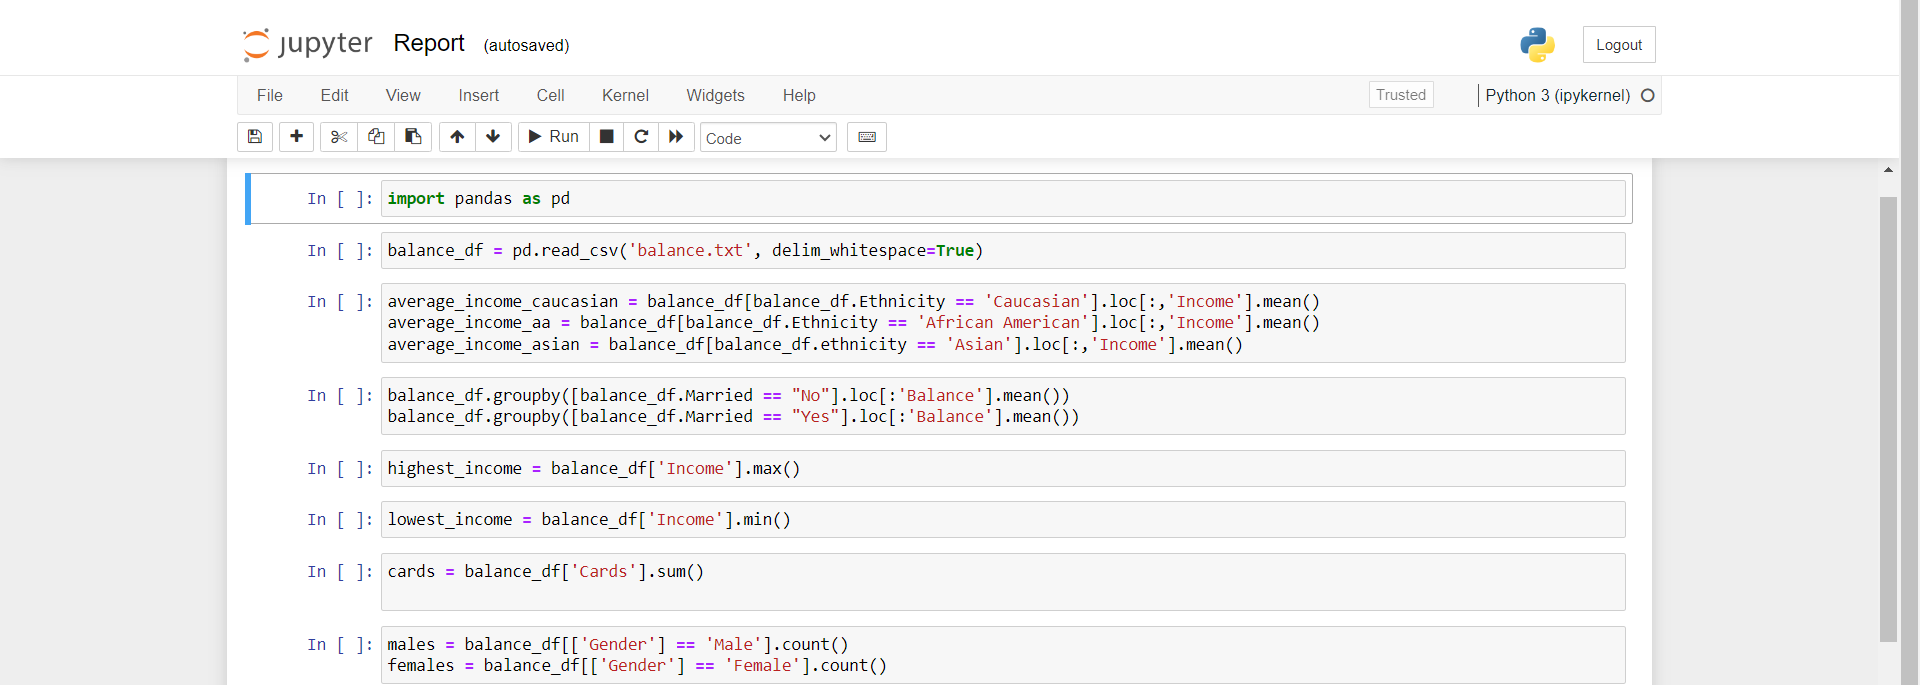 jupyter Report (autosaved)
Logout
File Edit View Insert Cell Kernel Widgets Help
Trusted
Python 3 (ipykernel)
Run
Code
In [ ]: import pandas as pd
In [ ]: balance_df = pd.read_csv('balance.txt', delim_whitespace=True)
In [ ]: average_income_caucasian = balance_df[balance_df.Ethnicity == 'Caucasian'].loc[:,'Income'].mean()
average_income_aa = balance_df[balance_df.Ethnicity == 'African American'].loc[:,'Income'].mean()
average_income_asian = balance_df[balance_df.ethnicity == 'Asian'].loc[:,'Income'].mean()
In [ ]: balance_df.groupby([balance_df.Married == "No"].loc[:'Balance'].mean())
balance_df.groupby([balance_df.Married == "Yes"].loc[:'Balance'].mean())
In [ ]: highest_income = balance_df['Income'].max()
In [ ]: lowest_income = balance_df['Income'].min()
In [ ]: cards = balance_df['Cards'].sum()
In [ ]: males = balance_df[['Gender'] == 'Male'].count()
females = balance_df[['Gender'] == 'Female'].count()